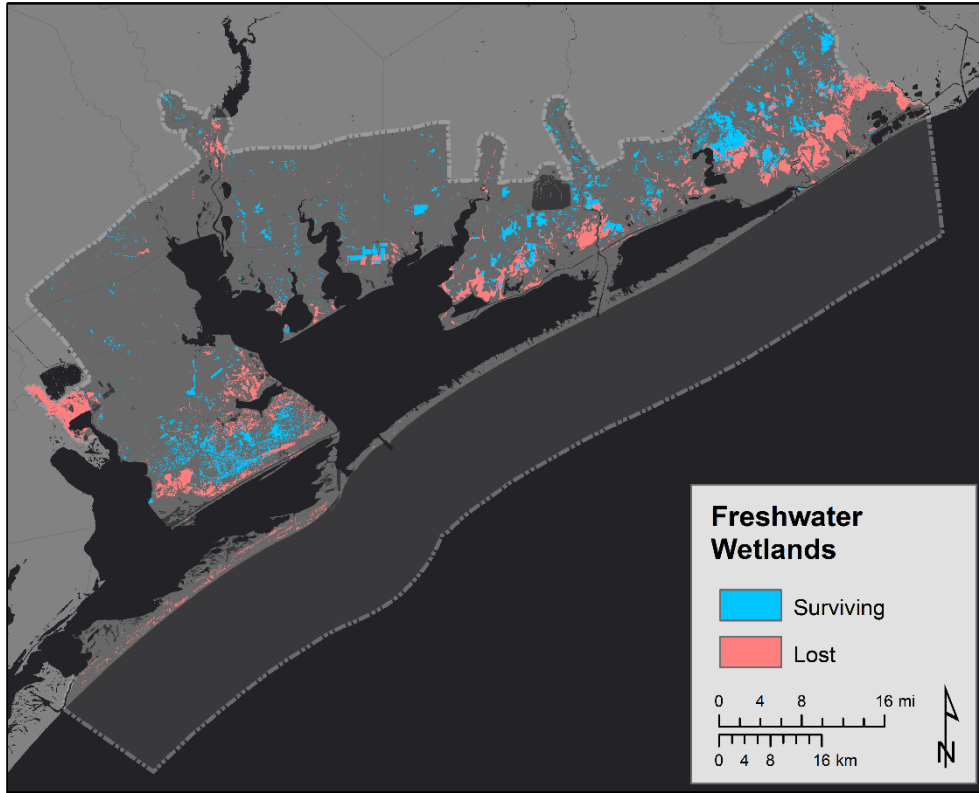 Freshwater
Wetlands
Surviving
Lost
0 4 8 16 mi
0 4 8 16 km
N